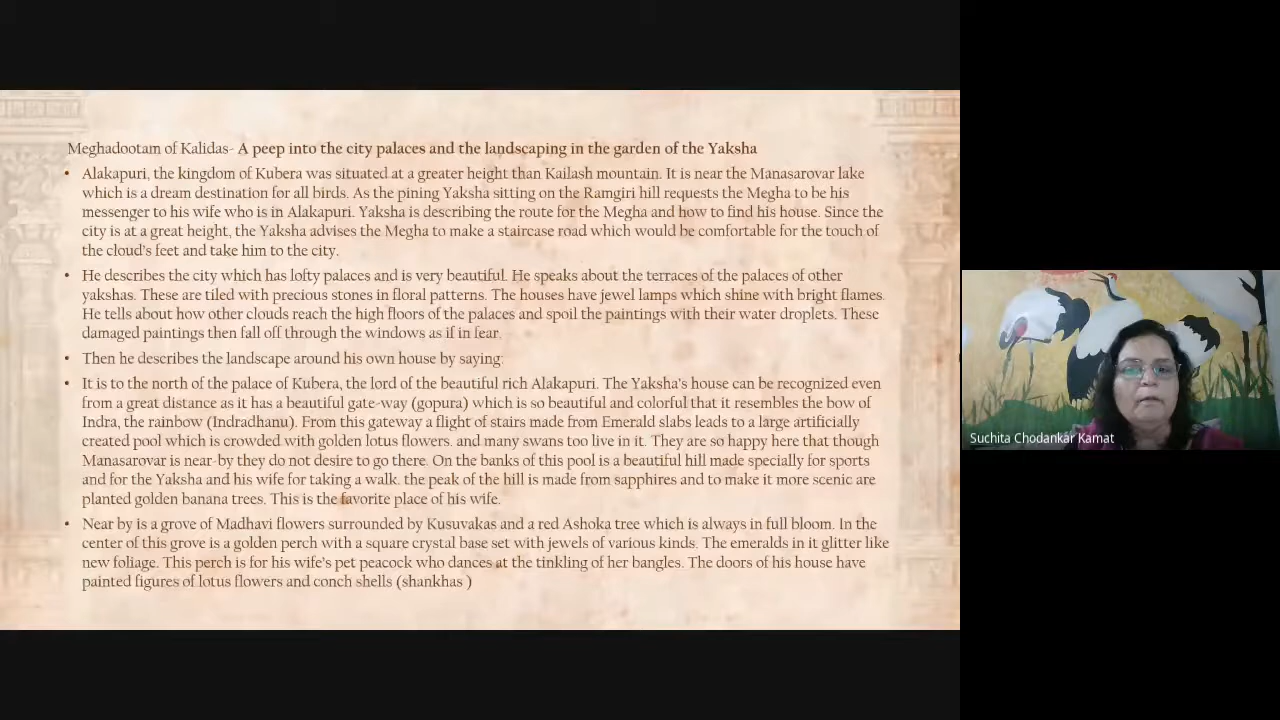 Meghadootam of Kalidas- A peep into the city palaces and the landscaping in the garden of the Yaksha
• Alakapuri, the kingdom of Kubera was situated at a greater height than Kailash mountain. It is near the Manasarovar lake
which is a dream destination for all birds. As the pining Yaksha sitting on the Ramgiri hill requests the Megha to be his
messenger to his wife who is in Alakapuri. Yaksha is describing the route for the Megha and how to find his house. Since the
city is at a great height, the Yaksha advises the Megha to make a staircase road which would be comfortable for the touch of
the cloud's feet and take him to the city.
• He describes the city which has lofty palaces and is very beautiful. He speaks about the terraces of the palaces of other
yakshas. These are tiled with precious stones in floral patterns. The houses have jewel lamps which shine with bright flames.
He tells about how other clouds reach the high floors of the palaces and spoil the paintings with their water droplets. These
damaged paintings then fall off through the windows as if in fear.
• Then he describes the landscape around his own house by saying:
• It is to the north of the palace of Kubera, the lord of the beautiful rich Alakapuri. The Yaksha's house can be recognized even
from a great distance as it has a beautiful gate-way (gopura) which is so beautiful and colorful that it resembles the bow of
Indra, the rainbow (Indradhanu). From this gateway a flight of stairs made from Emerald slabs leads to a large artificially
created pool which is crowded with golden lotus flowers. and many swans too live in it. They are so happy here that though
Manasarovar is near-by they do not desire to go there. On the banks of this pool is a beautiful hill made specially for sports
and for the Yaksha and his wife for taking a walk. the peak of the hill is made from sapphires and to make it more scenic are
planted golden banana trees. This is the favorite place of his wife.
• Near by is a grove of Madhavi flowers surrounded by Kusuvakas and a red Ashoka tree which is always in full bloom. In the
center of this grove is a golden perch with a square crystal base set with jewels of various kinds. The emeralds in it glitter like
new foliage. This perch is for his wife's pet peacock who dances at the tinkling of her bangles. The doors of his house have
painted figures of lotus flowers and conch shells (shankhas )
Suchita Chodankar Kamat